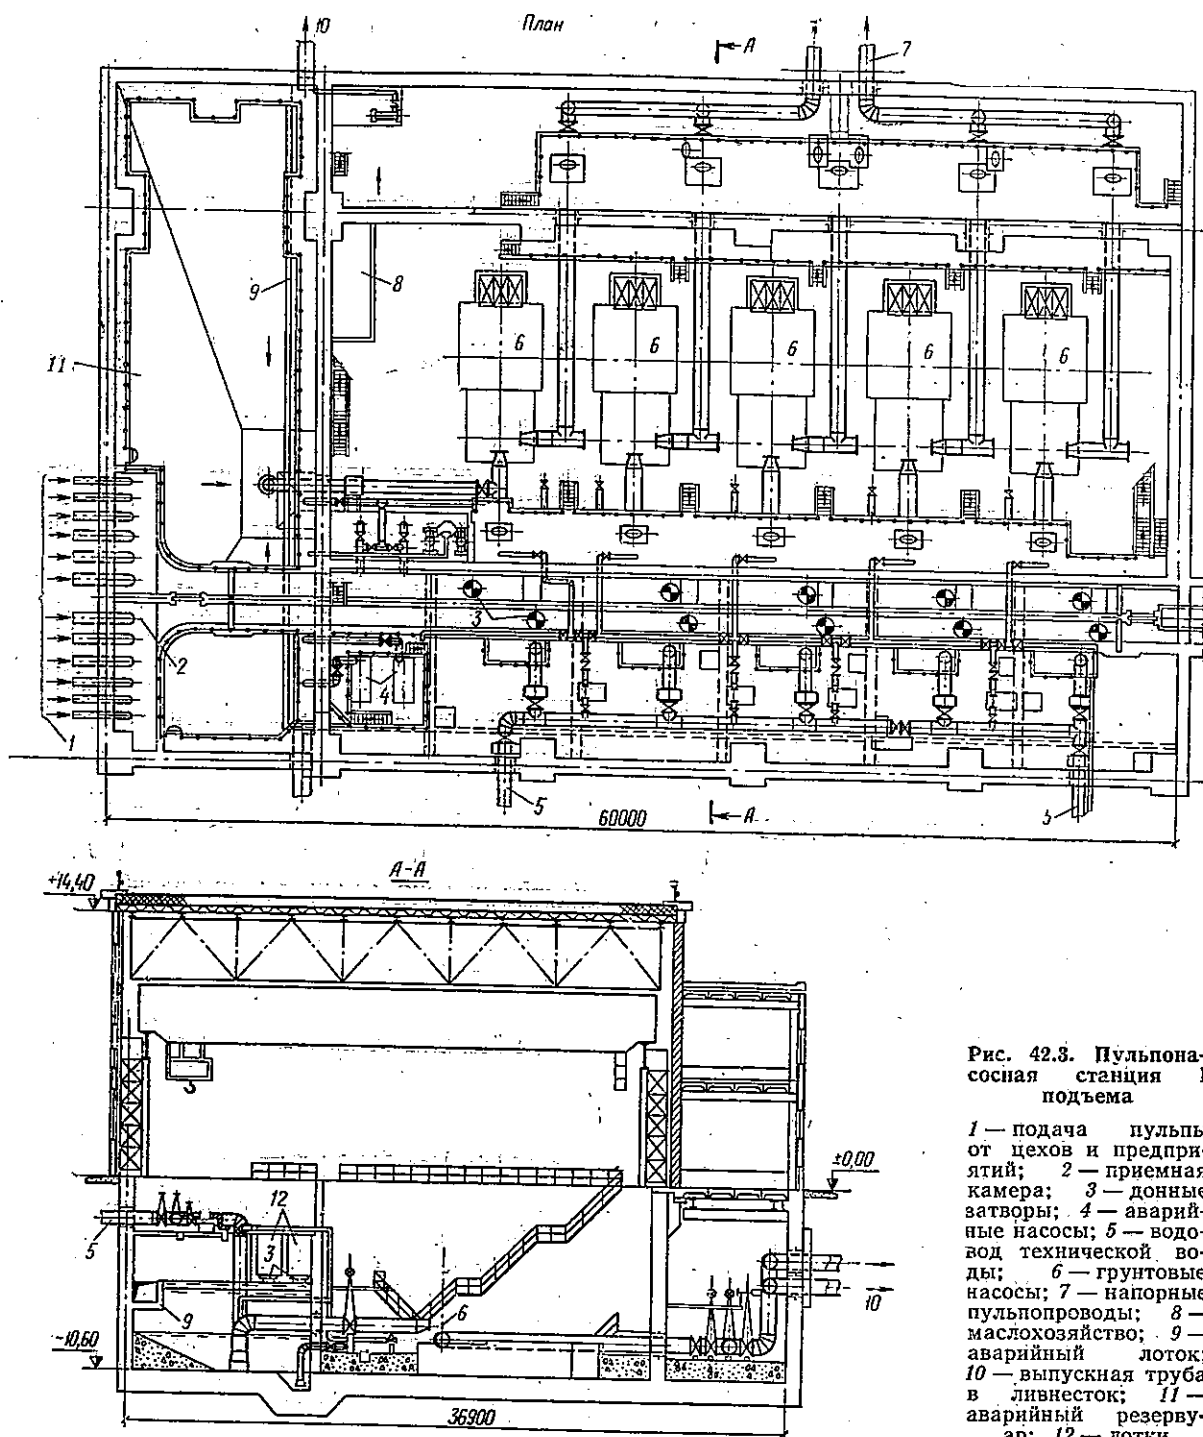 План
10
А
7
7
9
8
11
6
6
6
6
6
3
2
4
1
5
5
А
60000
А-А
+14,40
±0,00
12
5
3
6
10
9
-10,60
36900
Рис. 42.3. Пульпона-
сосная станция I
подъема
1 — подача пульпы
от цехов и предпри-
ятий; 2 — приемная
камера; 3 — донные
затворы; 4 — аварий-
ные насосы; 5 — водо-
вод технической во-
ды; 6 — грунтовые
насосы; 7 — напорные
пульпопроводы; 8 —
маслохозяйство; 9 —
аварийный лоток;
10 — выпускная труба
в ливнесток; 11 —
аварийный резерву-
ар; 12 — лотки